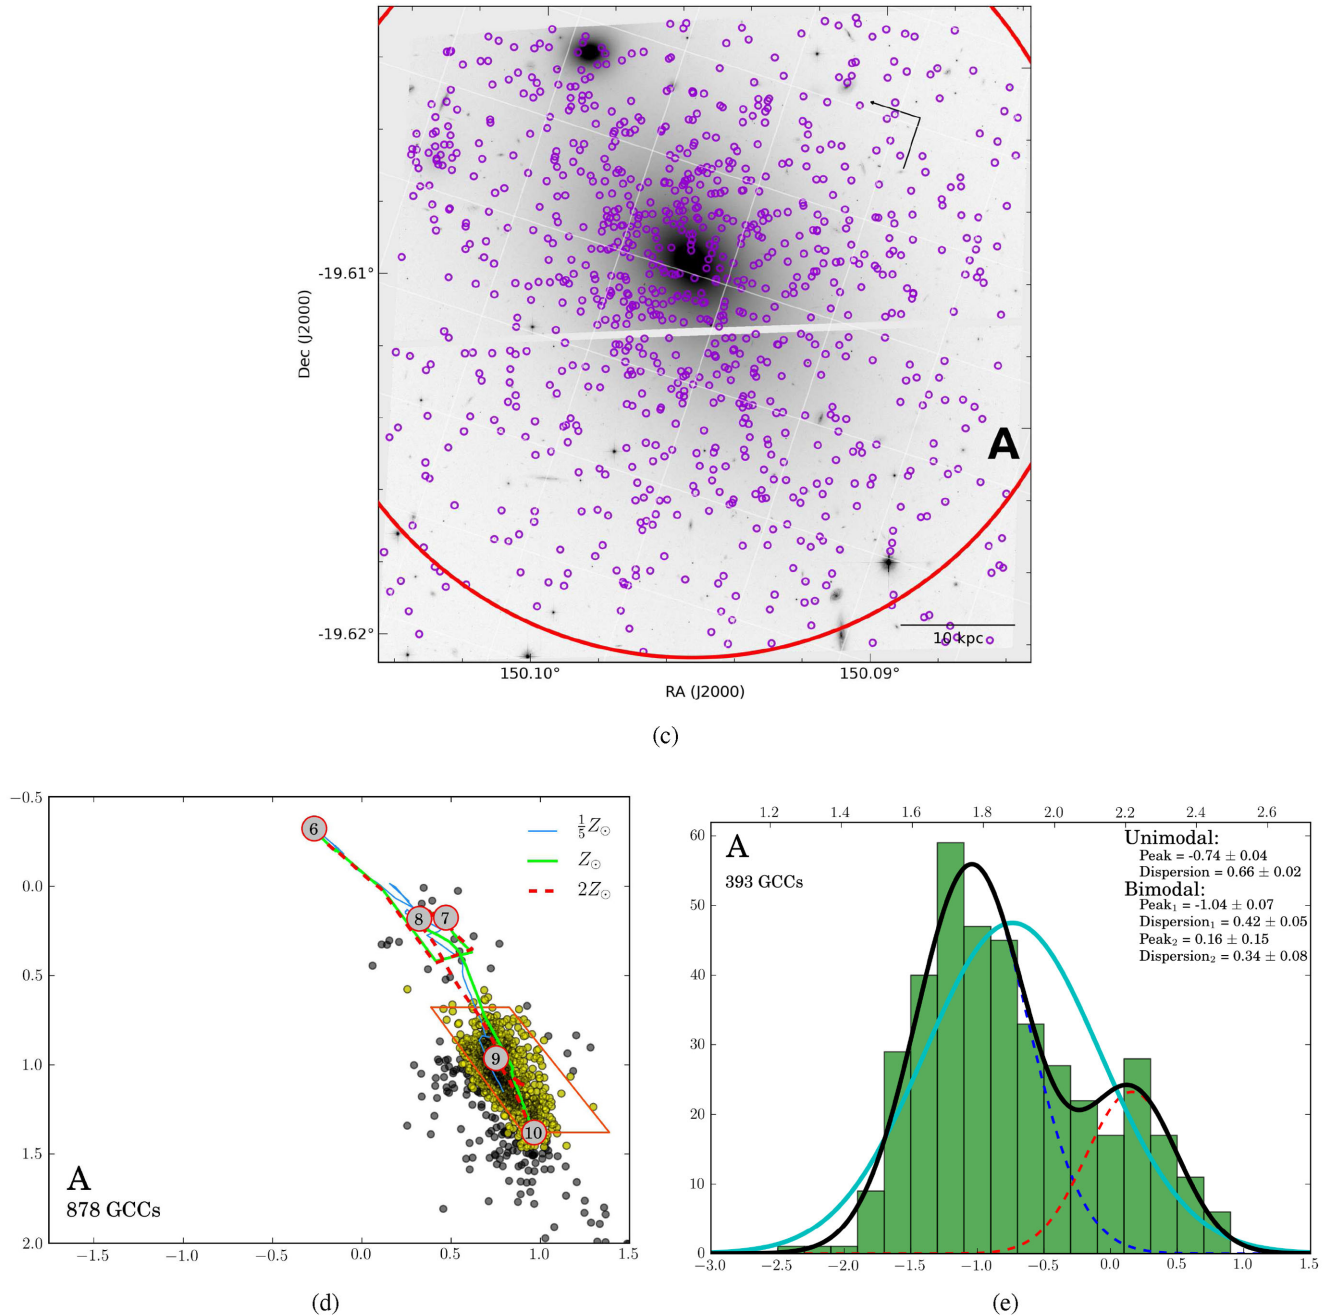 -19.61°
Dec (J2000)
A
10 kpc
-19.62°
150.10°
150.09°
RA (J2000)
(c)
−0.5
0.0
0.5
1.0
1.5
2.0
6
8
7
9
10
1/5 Z⊙
Z⊙
2Z⊙
A
878 GCCs
−1.5
−1.0
−0.5
0.0
0.5
1.0
1.5
(d)
1.2
1.4
1.6
1.8
2.0
2.2
2.4
2.6
60
50
40
30
20
10
0
A
393 GCCs
Unimodal:
Peak = -0.74 ± 0.04
Dispersion = 0.66 ± 0.02
Bimodal:
Peak₁ = -1.04 ± 0.07
Dispersion₁ = 0.42 ± 0.05
Peak₂ = 0.16 ± 0.15
Dispersion₂ = 0.34 ± 0.08
−3.0
−2.5
−2.0
−1.5
−1.0
−0.5
0.0
0.5
1.0
1.5
(e)